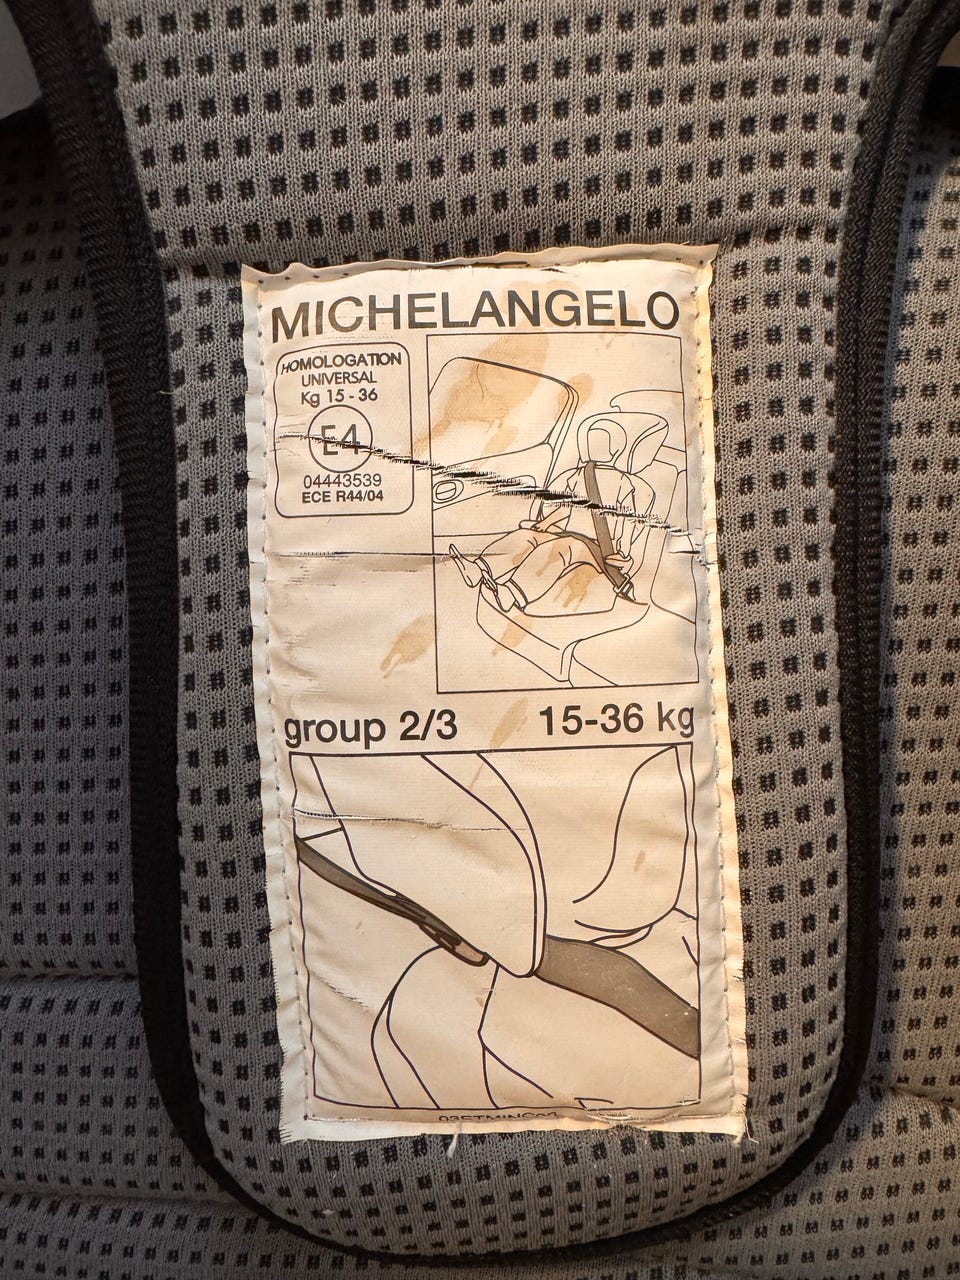 MICHELANGELO
HOMOLOGATION
UNIVERSAL
Kg 15 - 36
E4
04443539
ECE R44/04
group 2/3 15-36 kg